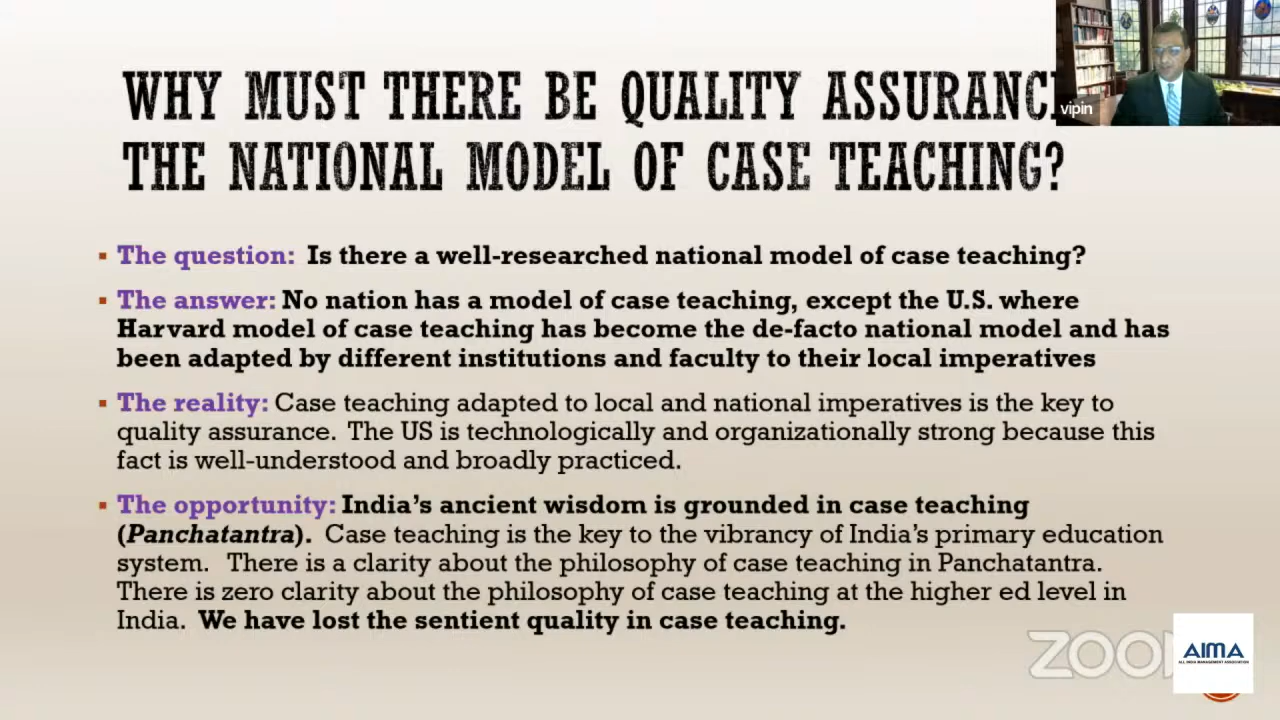 WHY MUST THERE BE QUALITY ASSURANC
THE NATIONAL MODEL OF CASE TEACHING?
vipin
▪ The question: Is there a well-researched national model of case teaching?
▪ The answer: No nation has a model of case teaching, except the U.S. where
Harvard model of case teaching has become the de-facto national model and has
been adapted by different institutions and faculty to their local imperatives
▪ The reality: Case teaching adapted to local and national imperatives is the key to
quality assurance. The US is technologically and organizationally strong because this
fact is well-understood and broadly practiced.
▪ The opportunity: India's ancient wisdom is grounded in case teaching
(Panchatantra). Case teaching is the key to the vibrancy of India's primary education
system. There is a clarity about the philosophy of case teaching in Panchatantra.
There is zero clarity about the philosophy of case teaching at the higher ed level in
India. We have lost the sentient quality in case teaching.
ZOO
AIMA
ALL INDIA MANAGEMENT ASSOCIATION